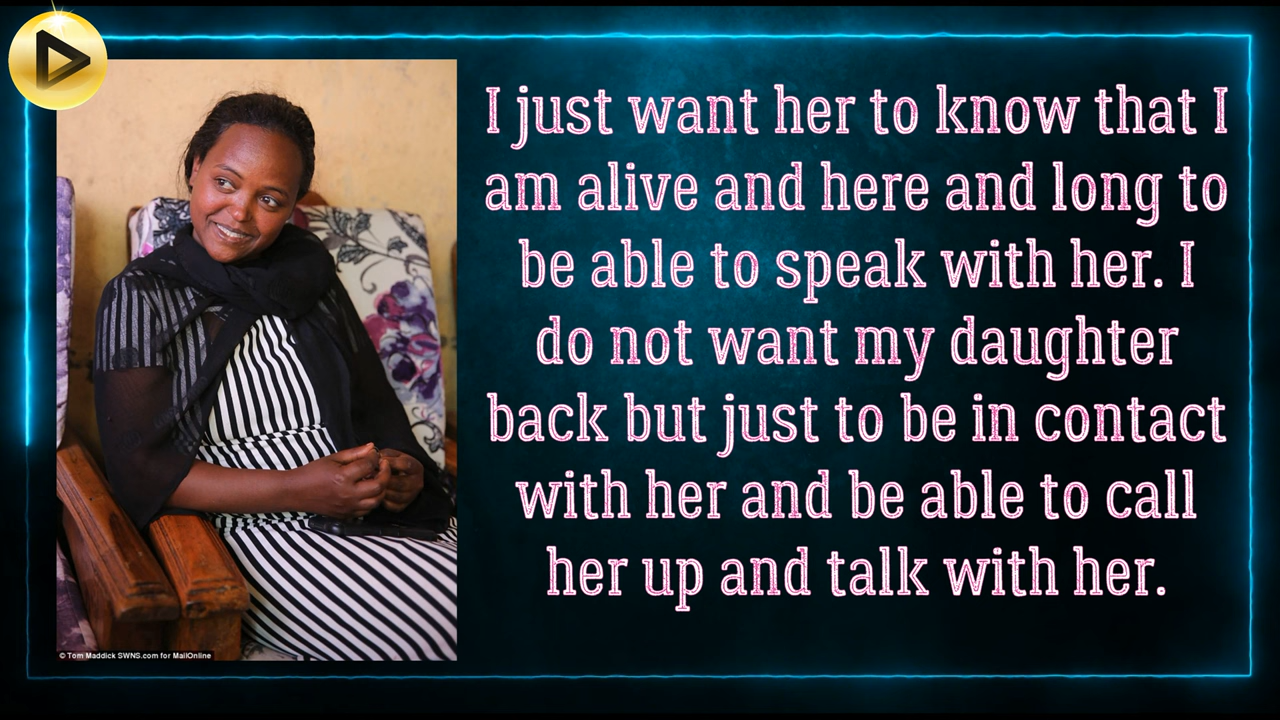 I just want her to know that I
am alive and here and long to
be able to speak with her. I
do not want my daughter
back but just to be in contact
with her and be able to call
her up and talk with her.
© Tom Maddick SWNS.com for MailOnline